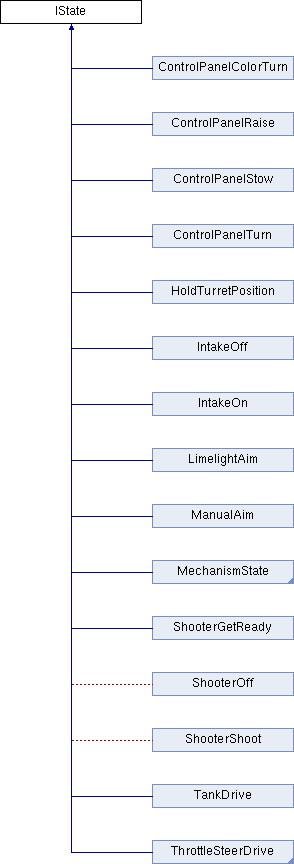 IState
ControlPanelColorTurn
ControlPanelRaise
ControlPanelStow
ControlPanelTurn
HoldTurretPosition
IntakeOff
IntakeOn
LimelightAim
ManualAim
MechanismState
ShooterGetReady
ShooterOff
ShooterShoot
TankDrive
ThrottleSteerDrive